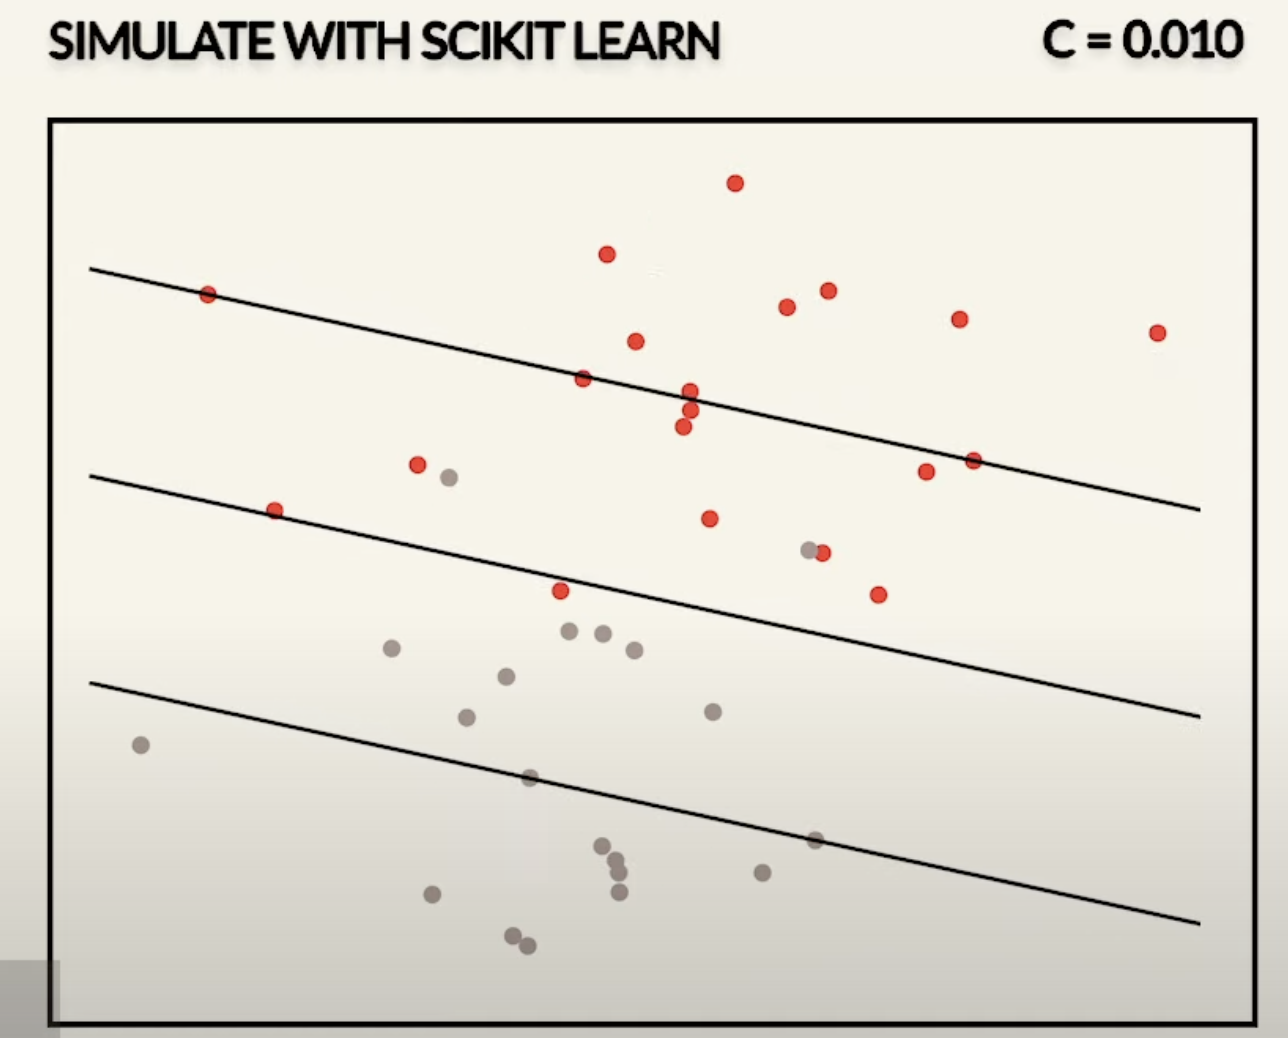 SIMULATE WITH SCIKIT LEARN
C = 0.010